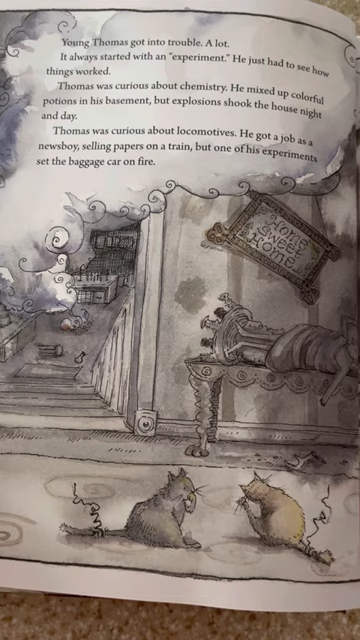 Young Thomas got into trouble. A lot.
It always started with an "experiment." He just had to see how
things worked.
Thomas was curious about chemistry. He mixed up colorful
potions in his basement, but explosions shook the house night
and day.
Thomas was curious about locomotives. He got a job as a
newsboy, selling papers on a train, but one of his experiments
set the baggage car on fire.
Home
Sweet
Home